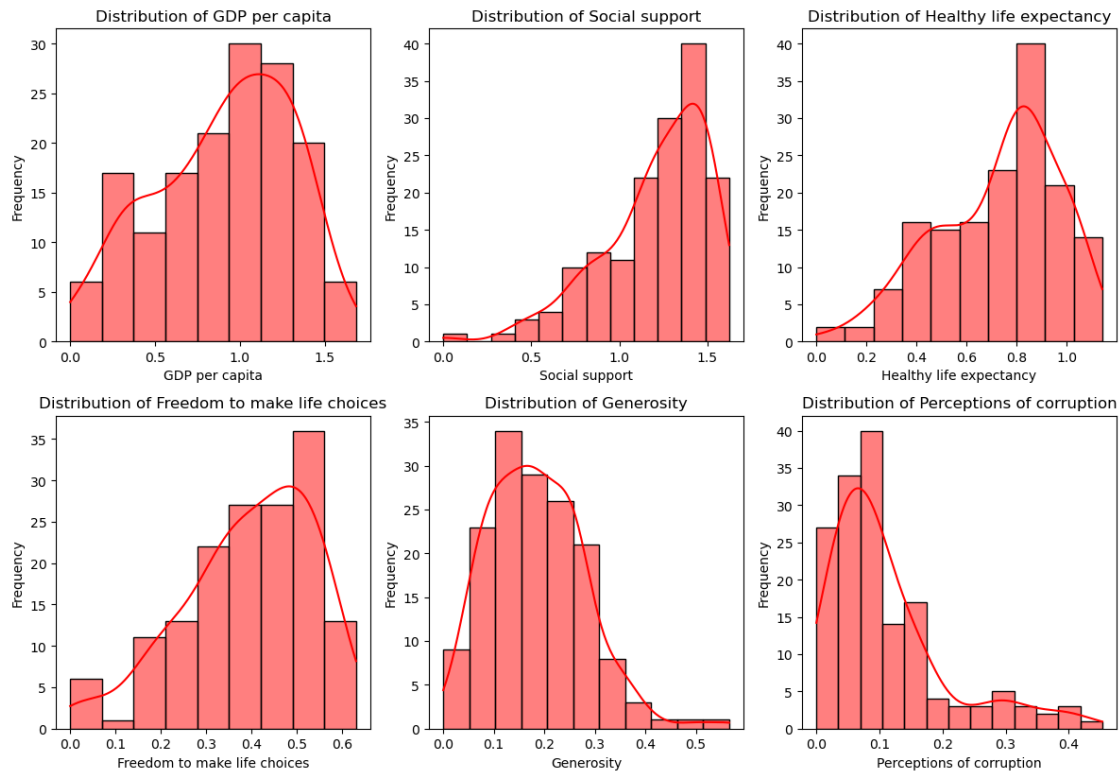 Distribution of GDP per capita
30
25
20
15
10
5
0
Frequency
0.0 0.5 1.0 1.5
GDP per capita
Distribution of Social support
40
35
30
25
20
15
10
5
0
Frequency
0.0 0.5 1.0 1.5
Social support
Distribution of Healthy life expectancy
40
35
30
25
20
15
10
5
0
Frequency
0.0 0.2 0.4 0.6 0.8 1.0
Healthy life expectancy
Distribution of Freedom to make life choices
35
30
25
20
15
10
5
0
Frequency
0.0 0.1 0.2 0.3 0.4 0.5 0.6
Freedom to make life choices
Distribution of Generosity
35
30
25
20
15
10
5
0
Frequency
0.0 0.1 0.2 0.3 0.4 0.5
Generosity
Distribution of Perceptions of corruption
40
35
30
25
20
15
10
5
0
Frequency
0.0 0.1 0.2 0.3 0.4
Perceptions of corruption